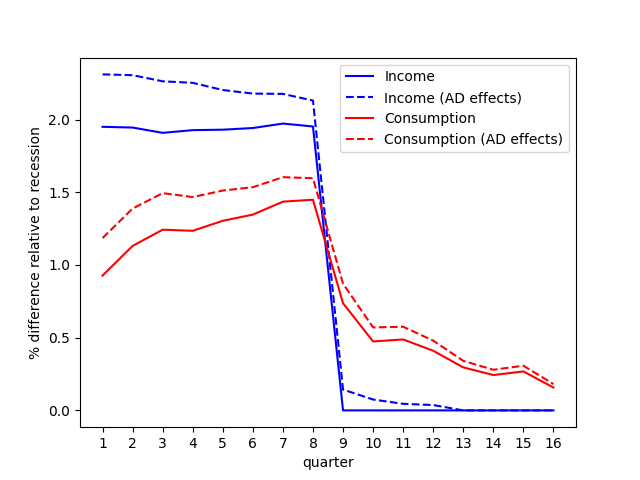 Income
Income (AD effects)
Consumption
Consumption (AD effects)
% difference relative to recession
2.0
1.5
1.0
0.5
0.0
1 2 3 4 5 6 7 8 9 10 11 12 13 14 15 16
quarter